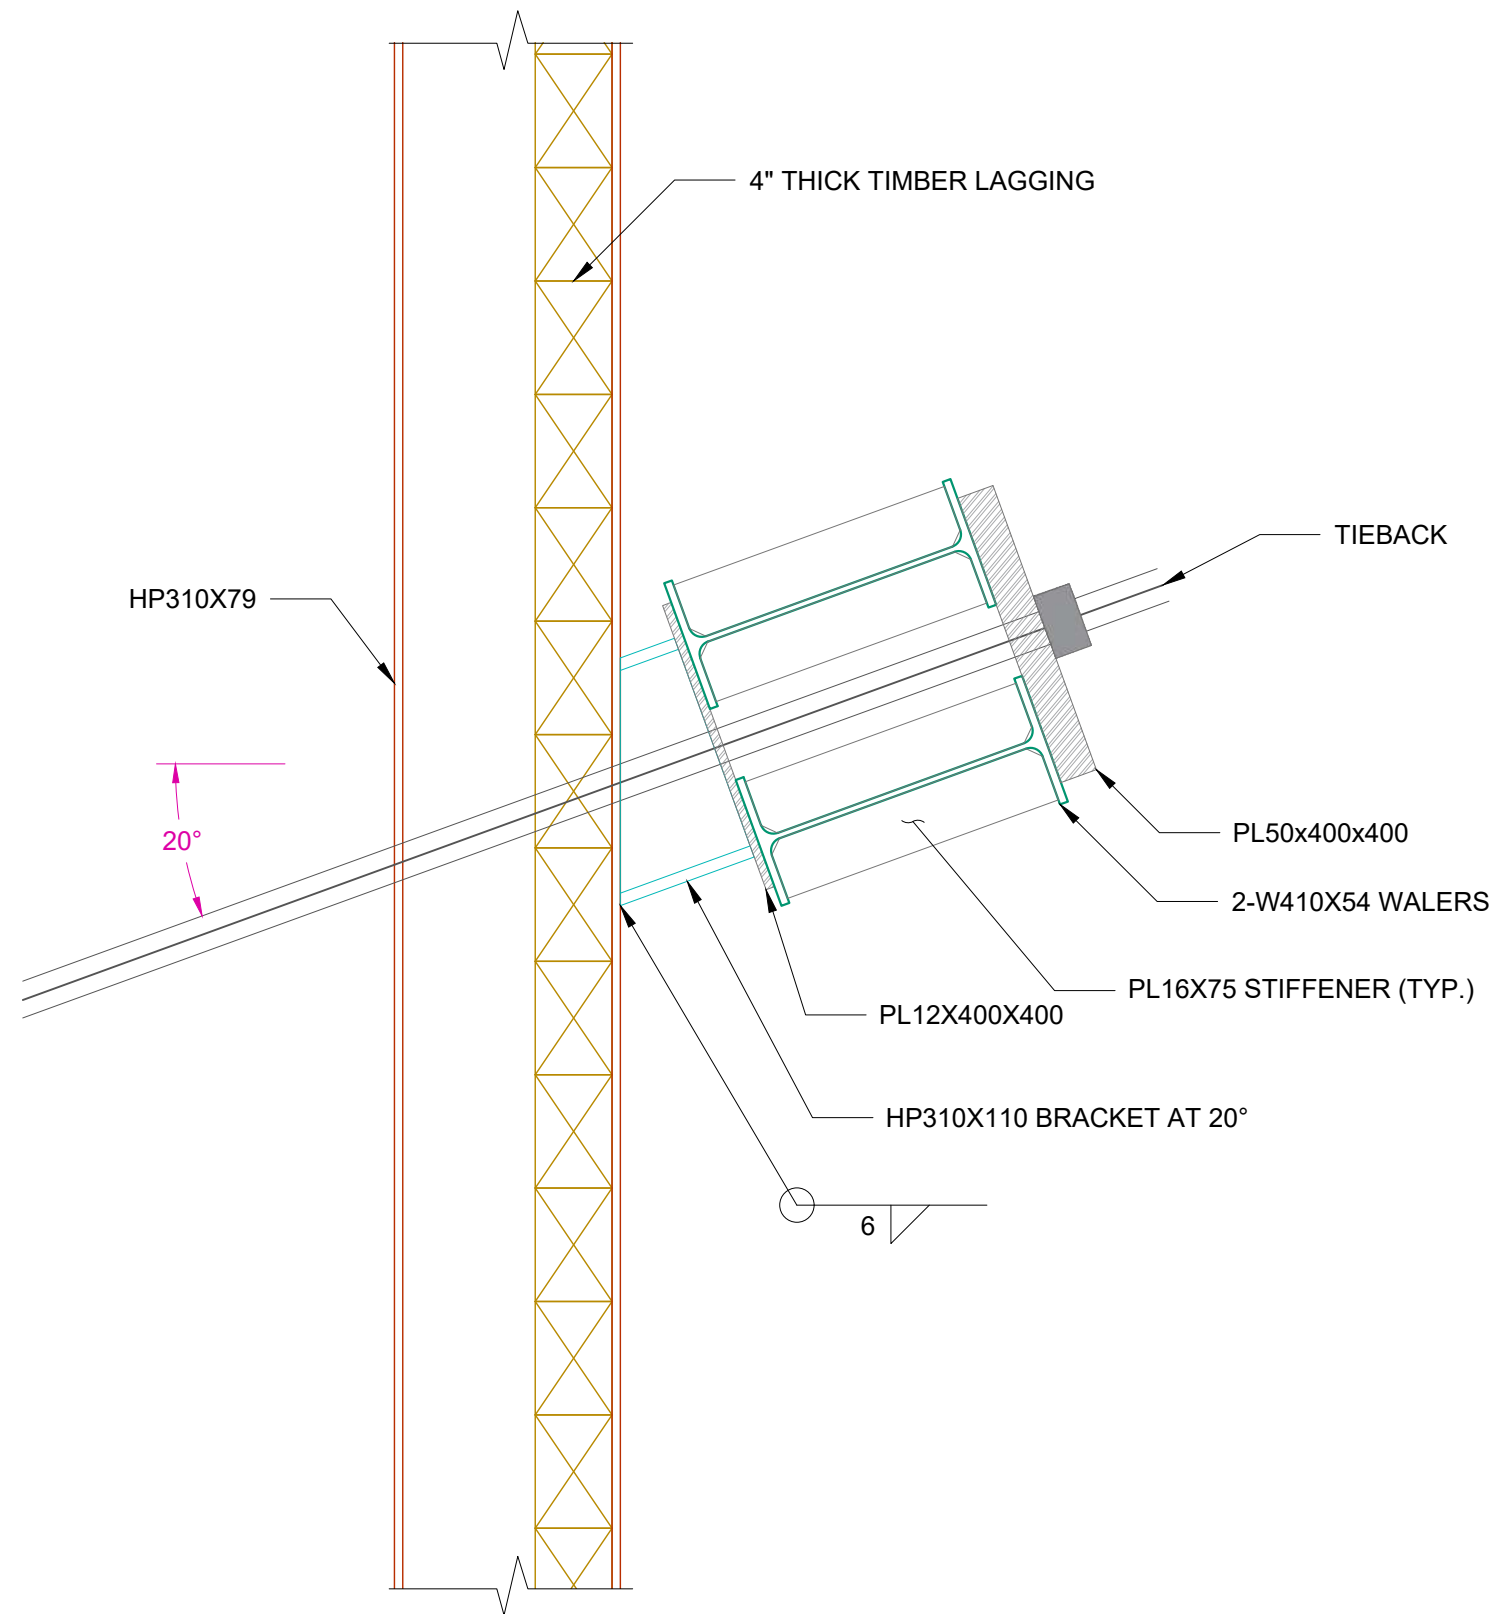 4" THICK TIMBER LAGGING
TIEBACK
HP310X79
20°
PL50x400x400
2-W410X54 WALERS
PL16X75 STIFFENER (TYP.)
PL12X400X400
HP310X110 BRACKET AT 20°
6